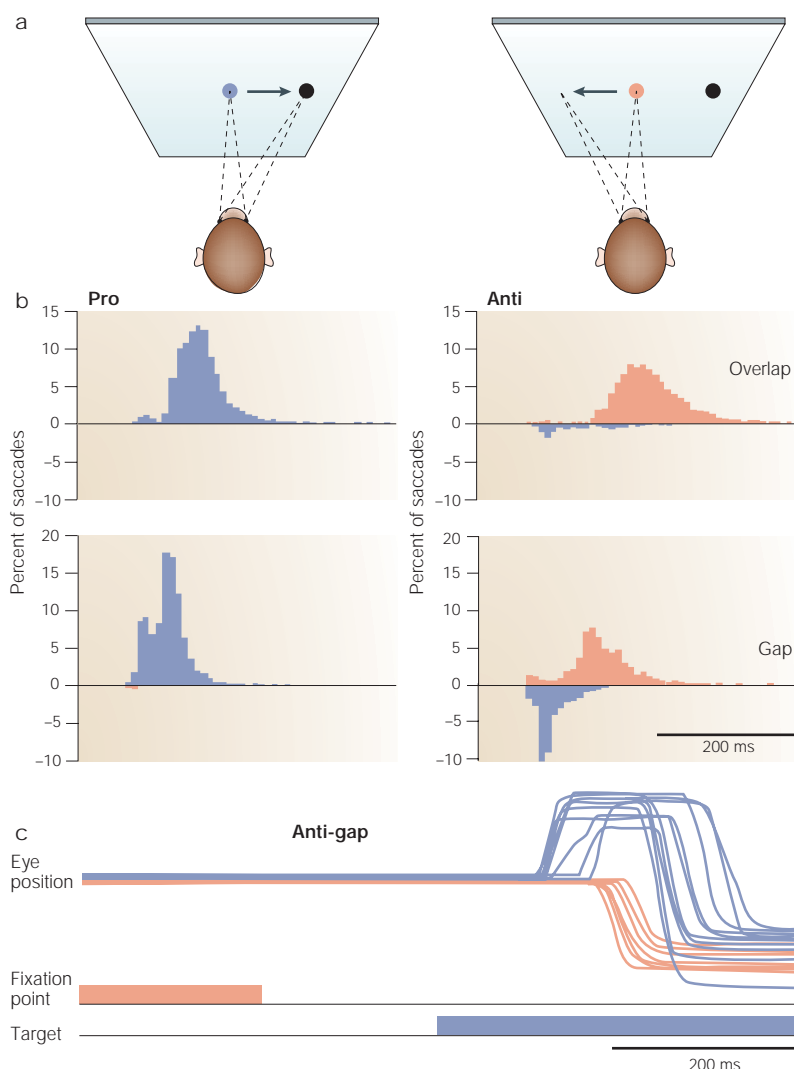 a
b
Pro
Anti
15
10
5
0
−5
−10
Percent of saccades
15
10
5
0
−5
−10
Overlap
20
15
10
5
0
−5
−10
Percent of saccades
20
15
10
5
0
−5
−10
Gap
200 ms
c
Anti-gap
Eye
position
Fixation
point
Target
200 ms